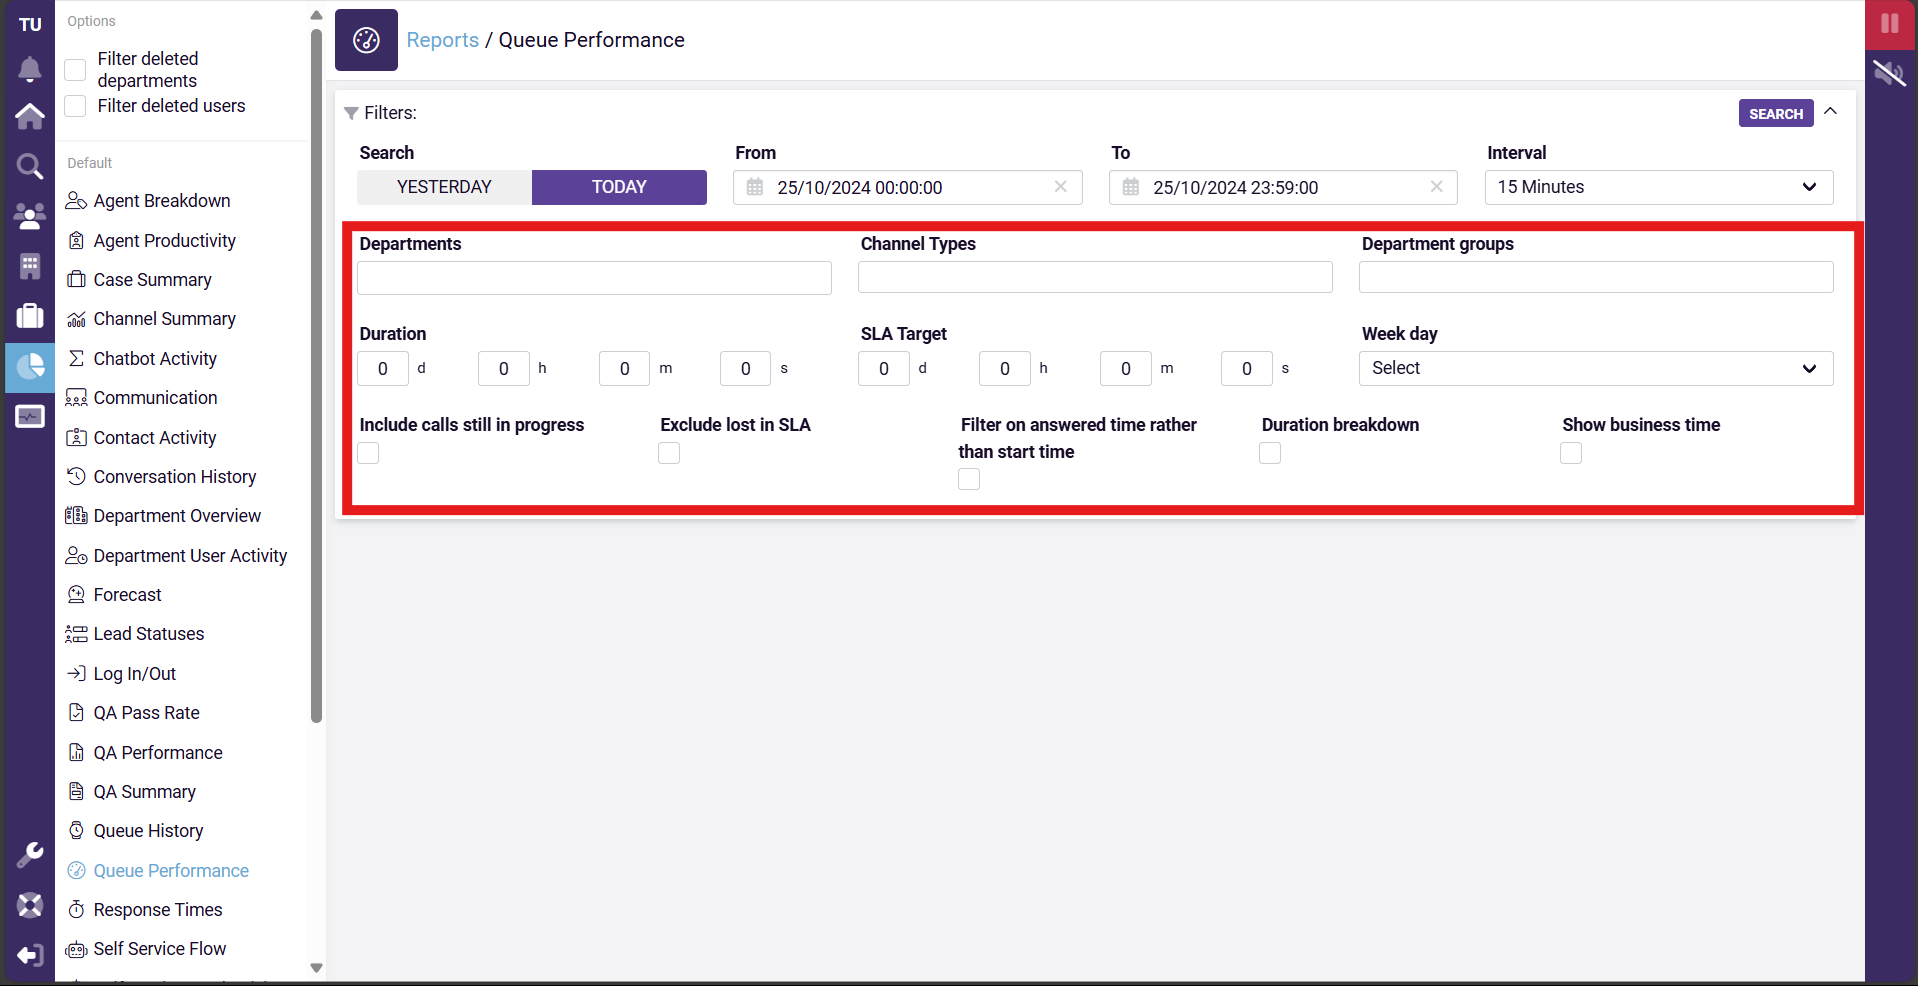 TU
Options
Filter deleted
departments
Filter deleted users
Default
Agent Breakdown
Agent Productivity
Case Summary
Channel Summary
Chatbot Activity
Communication
Contact Activity
Conversation History
Department Overview
Department User Activity
Forecast
Lead Statuses
Log In/Out
QA Pass Rate
QA Performance
QA Summary
Queue History
Queue Performance
Response Times
Self Service Flow
Reports / Queue Performance
Filters:
SEARCH
Search From To Interval
YESTERDAY TODAY 25/10/2024 00:00:00 25/10/2024 23:59:00 15 Minutes
Departments Channel Types Department groups
Duration SLA Target Week day
0 d 0 h 0 m 0 s 0 d 0 h 0 m 0 s Select
Include calls still in progress Exclude lost in SLA Filter on answered time rather Duration breakdown Show business time
than start time